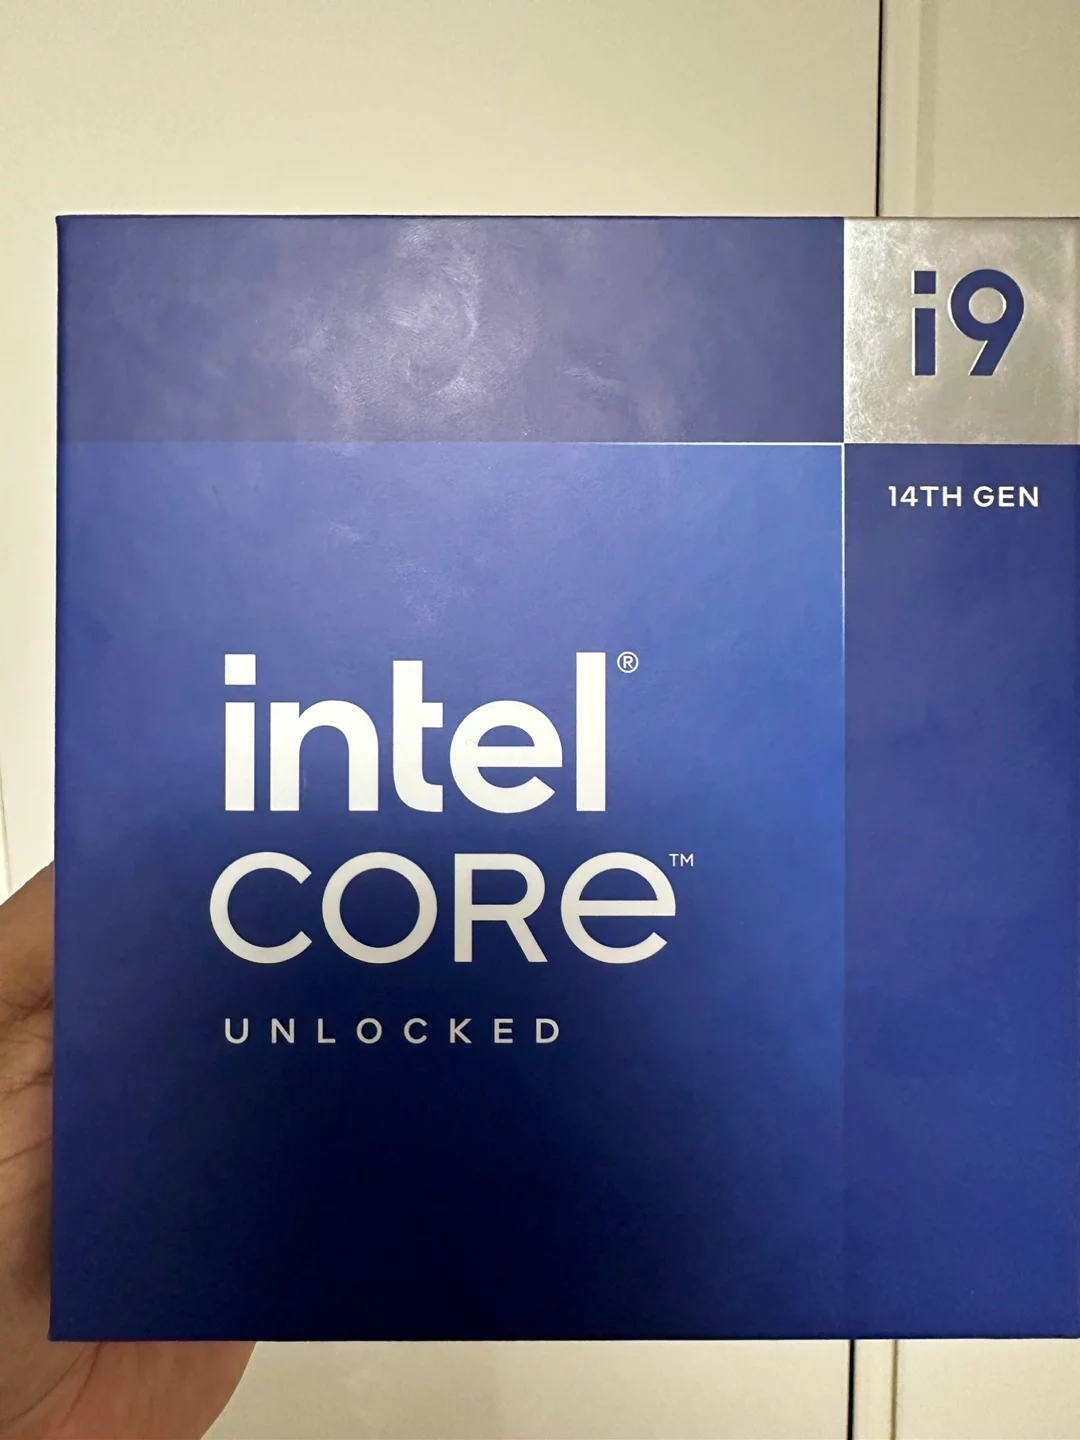 i9
14TH GEN
intel®
CORE™
UNLOCKED